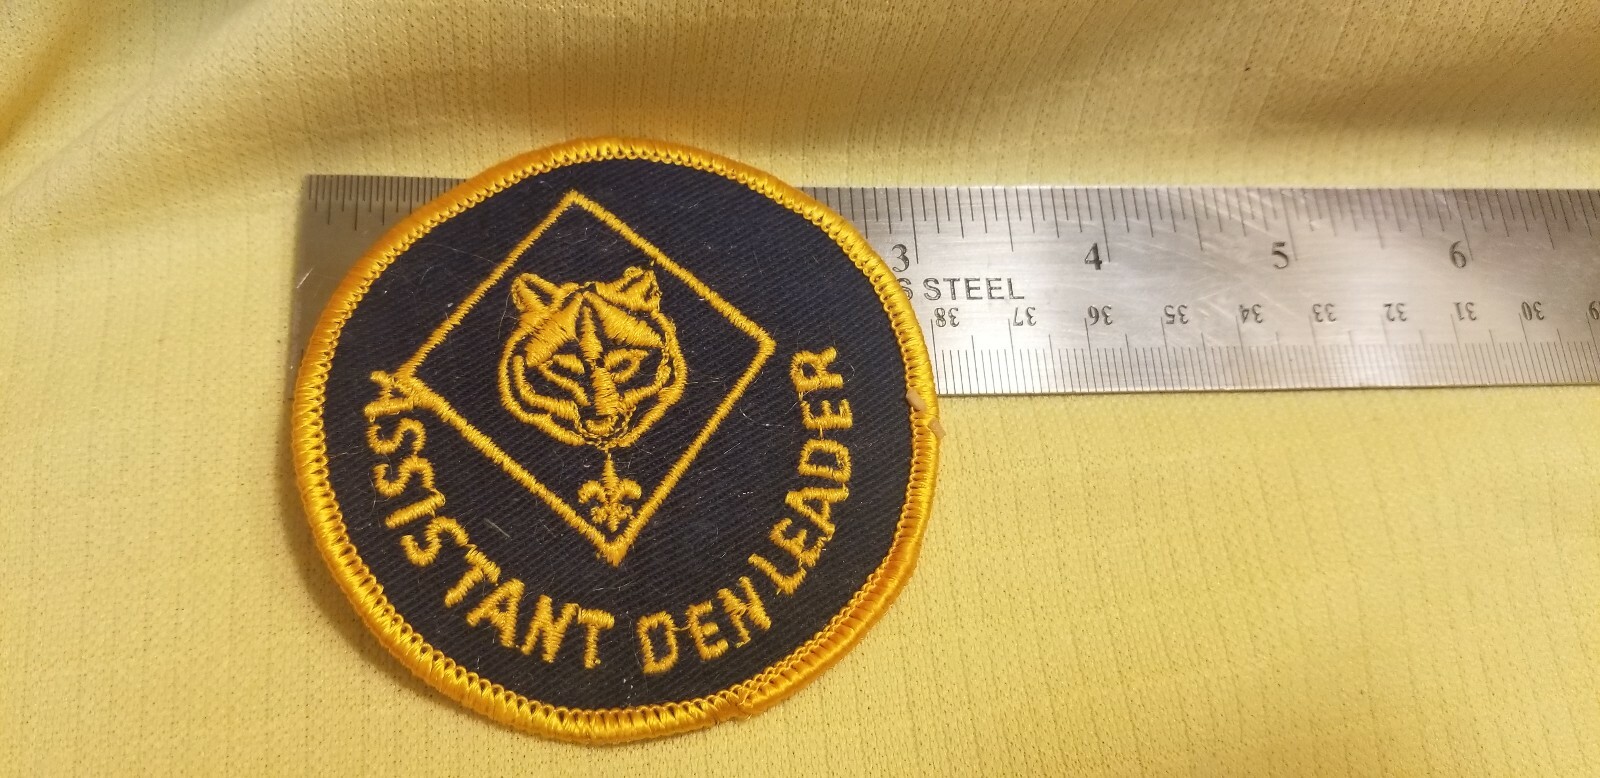 ASSISTANT DEN LEADER
3 4 5 6
S STEEL
38 37 36 35 34 33 32 31 30